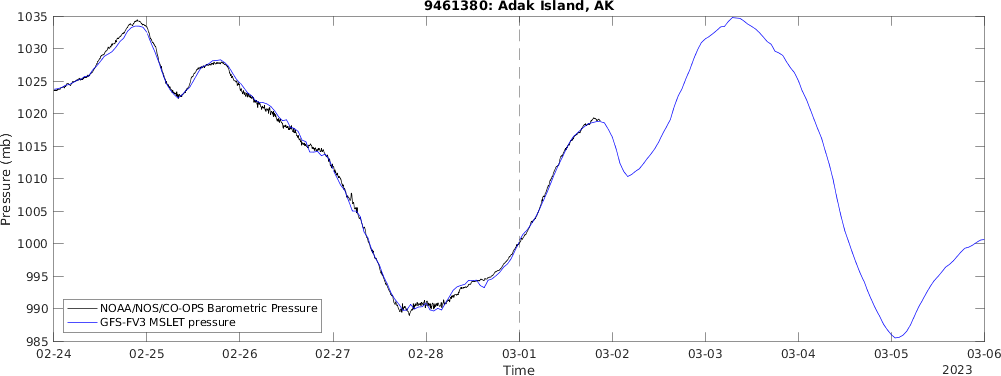 9461380: Adak Island, AK
Pressure (mb)
1035
1030
1025
1020
1015
1010
1005
1000
995
990
985
NOAA/NOS/CO-OPS Barometric Pressure
GFS-FV3 MSLET pressure
02-24 02-25 02-26 02-27 02-28 03-01 03-02 03-03 03-04 03-05 03-06
Time
2023